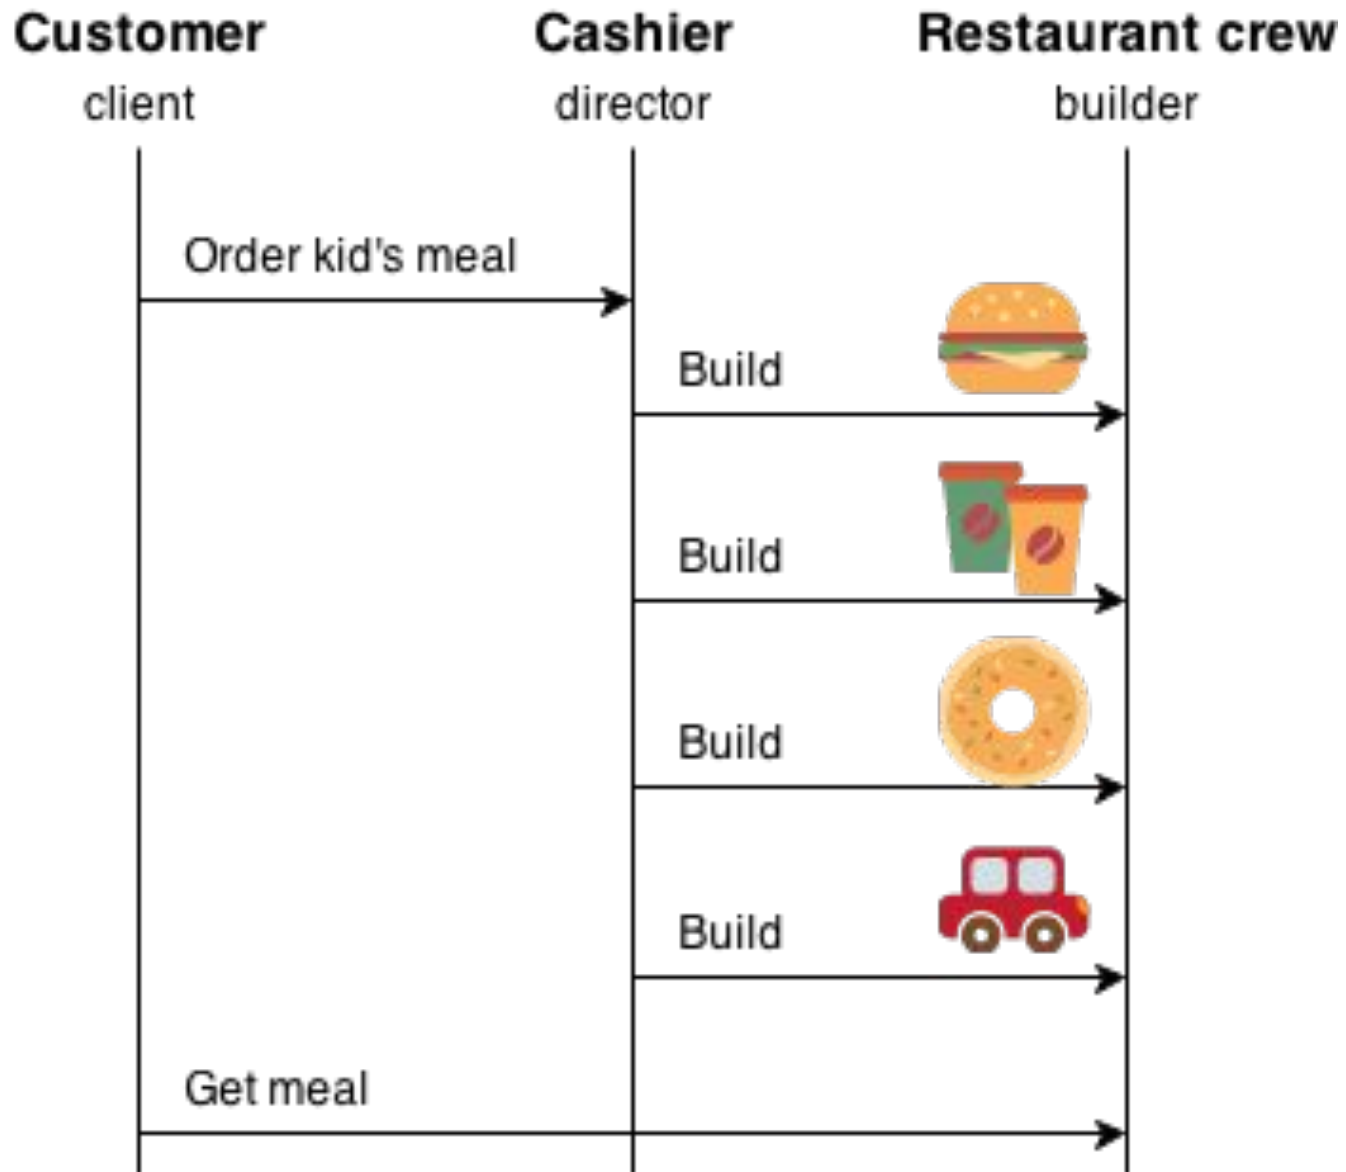 Customer
Cashier
Restaurant crew
client
director
builder
Order kid's meal
Build
Build
Build
Build
Get meal